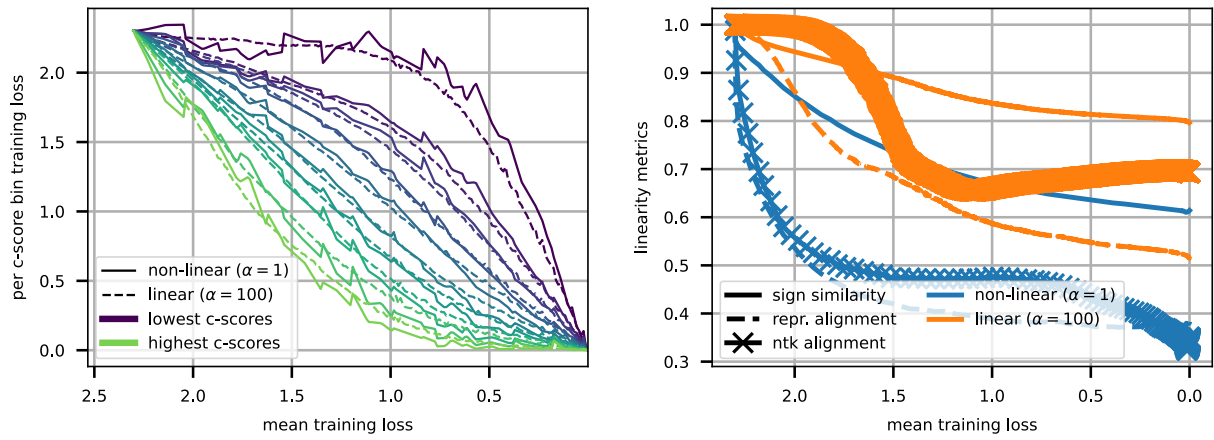 per c-score bin training loss
2.0
1.5
1.0
0.5
0.0
2.5
2.0
1.5
1.0
0.5
mean training loss
non-linear (α = 1)
linear (α = 100)
lowest c-scores
highest c-scores
linearity metrics
1.0
0.9
0.8
0.7
0.6
0.5
0.4
0.3
2.0
1.5
1.0
0.5
0.0
mean training loss
sign similarity
repr. alignment
ntk alignment
non-linear (α = 1)
linear (α = 100)